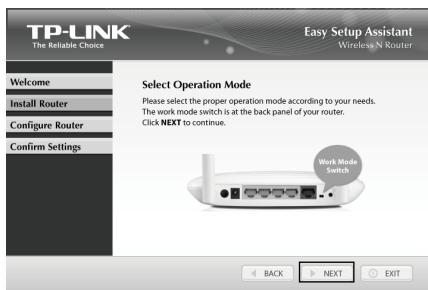 TP-LINK
The Reliable Choice
Easy Setup Assistant
Wireless N Router
Welcome
Install Router
Configure Router
Confirm Settings
Select Operation Mode
Please select the proper operation mode according to your needs.
The work mode switch is at the back panel of your router.
Click NEXT to continue.
Work Mode
Switch
BACK
NEXT
EXIT